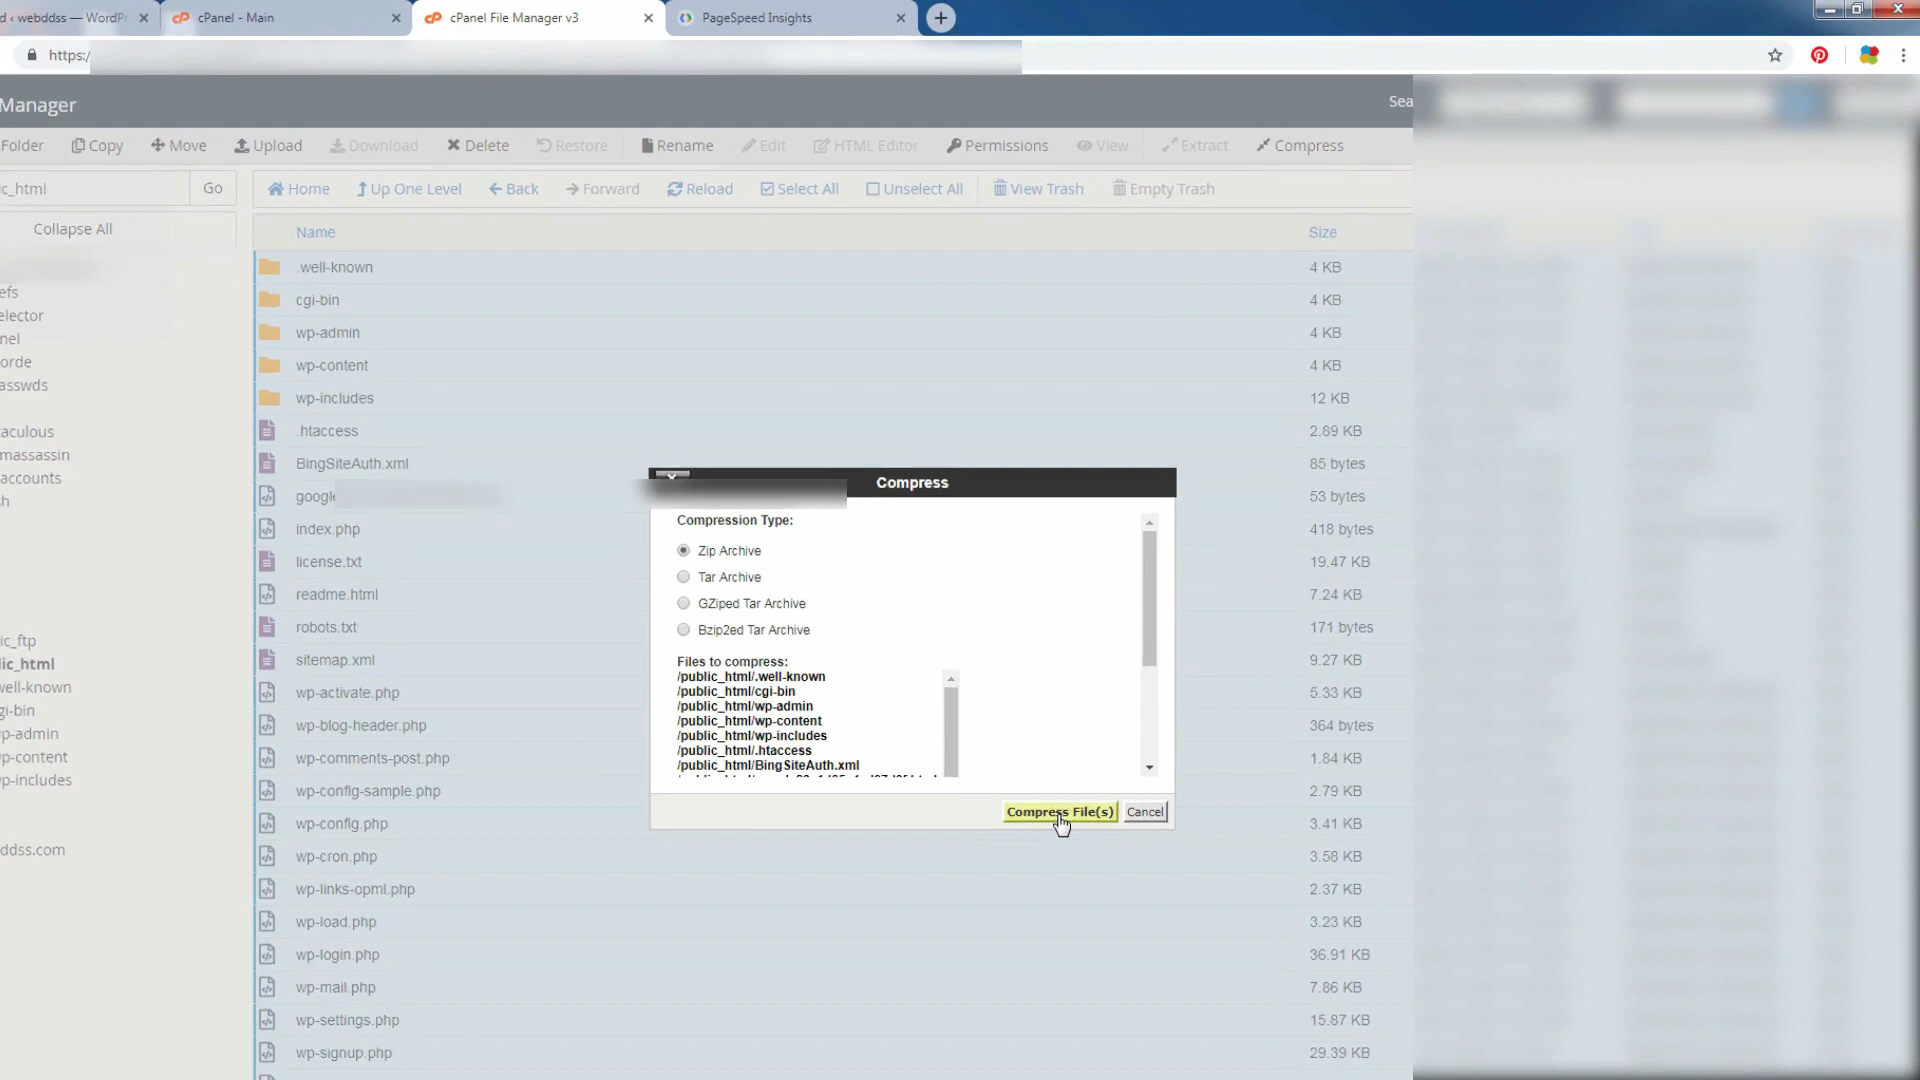 d ‹ webddss — WordPr
cPanel - Main
cPanel File Manager v3
PageSpeed Insights
https:/
Manager
Sea
Folder
Copy
Move
Upload
Download
Delete
Restore
Rename
Edit
HTML Editor
Permissions
View
Extract
Compress
ic_html
Go
Home
Up One Level
Back
Forward
Reload
Select All
Unselect All
View Trash
Empty Trash
Collapse All
efs
elector
nel
orde
asswds
aculous
massassin
accounts
h
ic_ftp
lic_html
well-known
gi-bin
p-admin
p-content
p-includes
ddss.com
Name
Size
.well-known 4 KB
cgi-bin 4 KB
wp-admin 4 KB
wp-content 4 KB
wp-includes 12 KB
.htaccess 2.89 KB
BingSiteAuth.xml 85 bytes
google 53 bytes
index.php 418 bytes
license.txt 19.47 KB
readme.html 7.24 KB
robots.txt 171 bytes
sitemap.xml 9.27 KB
wp-activate.php 5.33 KB
wp-blog-header.php 364 bytes
wp-comments-post.php 1.84 KB
wp-config-sample.php 2.79 KB
wp-config.php 3.41 KB
wp-cron.php 3.58 KB
wp-links-opml.php 2.37 KB
wp-load.php 3.23 KB
wp-login.php 36.91 KB
wp-mail.php 7.86 KB
wp-settings.php 15.87 KB
wp-signup.php 29.39 KB
Compress
Compression Type:
Zip Archive
Tar Archive
GZiped Tar Archive
Bzip2ed Tar Archive
Files to compress:
/public_html/.well-known
/public_html/cgi-bin
/public_html/wp-admin
/public_html/wp-content
/public_html/wp-includes
/public_html/.htaccess
/public_html/BingSiteAuth.xml
Compress File(s)
Cancel